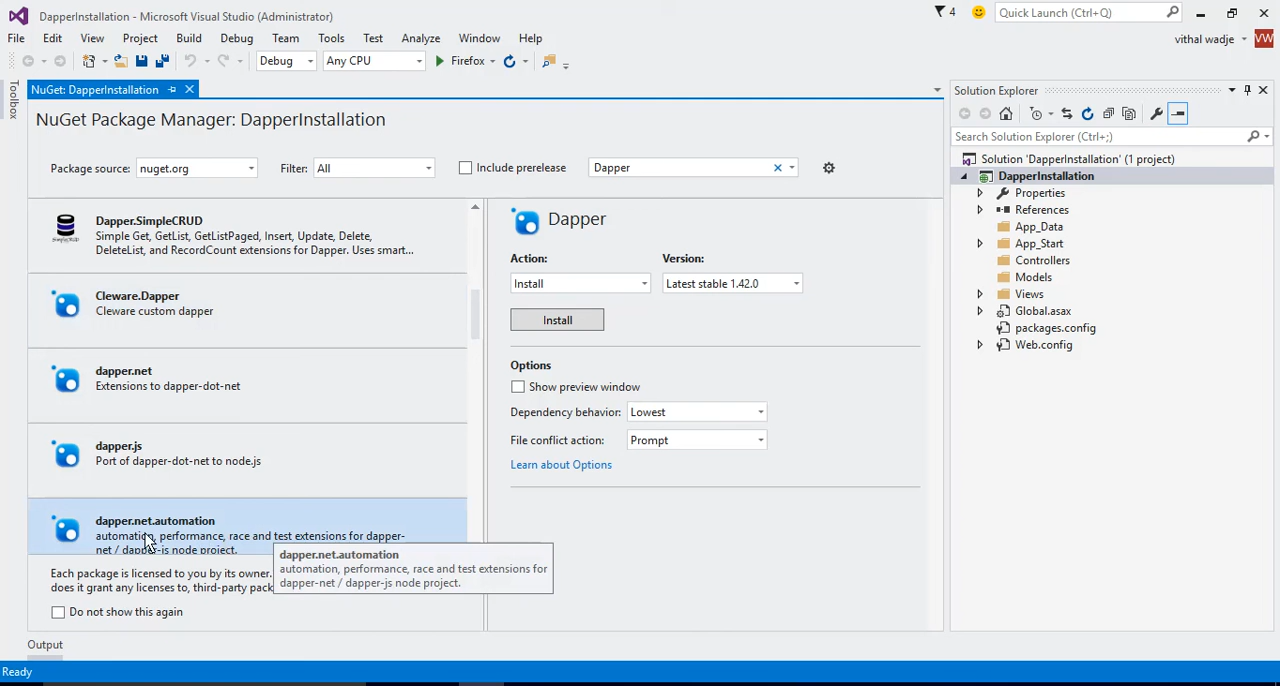 DapperInstallation - Microsoft Visual Studio (Administrator)
4
Quick Launch (Ctrl+Q)
File Edit View Project Build Debug Team Tools Test Analyze Window Help
vithal wadje
VW
Debug
Any CPU
Firefox
Toolbox
NuGet: DapperInstallation
NuGet Package Manager: DapperInstallation
Package source: nuget.org
Filter: All
Include prerelease
Dapper
Dapper.SimpleCRUD
Simple Get, GetList, GetListPaged, Insert, Update, Delete,
DeleteList, and RecordCount extensions for Dapper. Uses smart...
Cleware.Dapper
Cleware custom dapper
dapper.net
Extensions to dapper-dot-net
dapper.js
Port of dapper-dot-net to node.js
dapper.net.automation
automation, performance, race and test extensions for dapper-
net / dapper-js node project.
dapper.net.automation
automation, performance, race and test extensions for
dapper-net / dapper-js node project.
Each package is licensed to you by its owner.
does it grant any licenses to, third-party pack
Do not show this again
Dapper
Action:
Version:
Install
Latest stable 1.42.0
Install
Options
Show preview window
Dependency behavior: Lowest
File conflict action: Prompt
Learn about Options
Solution Explorer
Search Solution Explorer (Ctrl+;)
Solution 'DapperInstallation' (1 project)
DapperInstallation
Properties
References
App_Data
App_Start
Controllers
Models
Views
Global.asax
packages.config
Web.config
Output
Ready